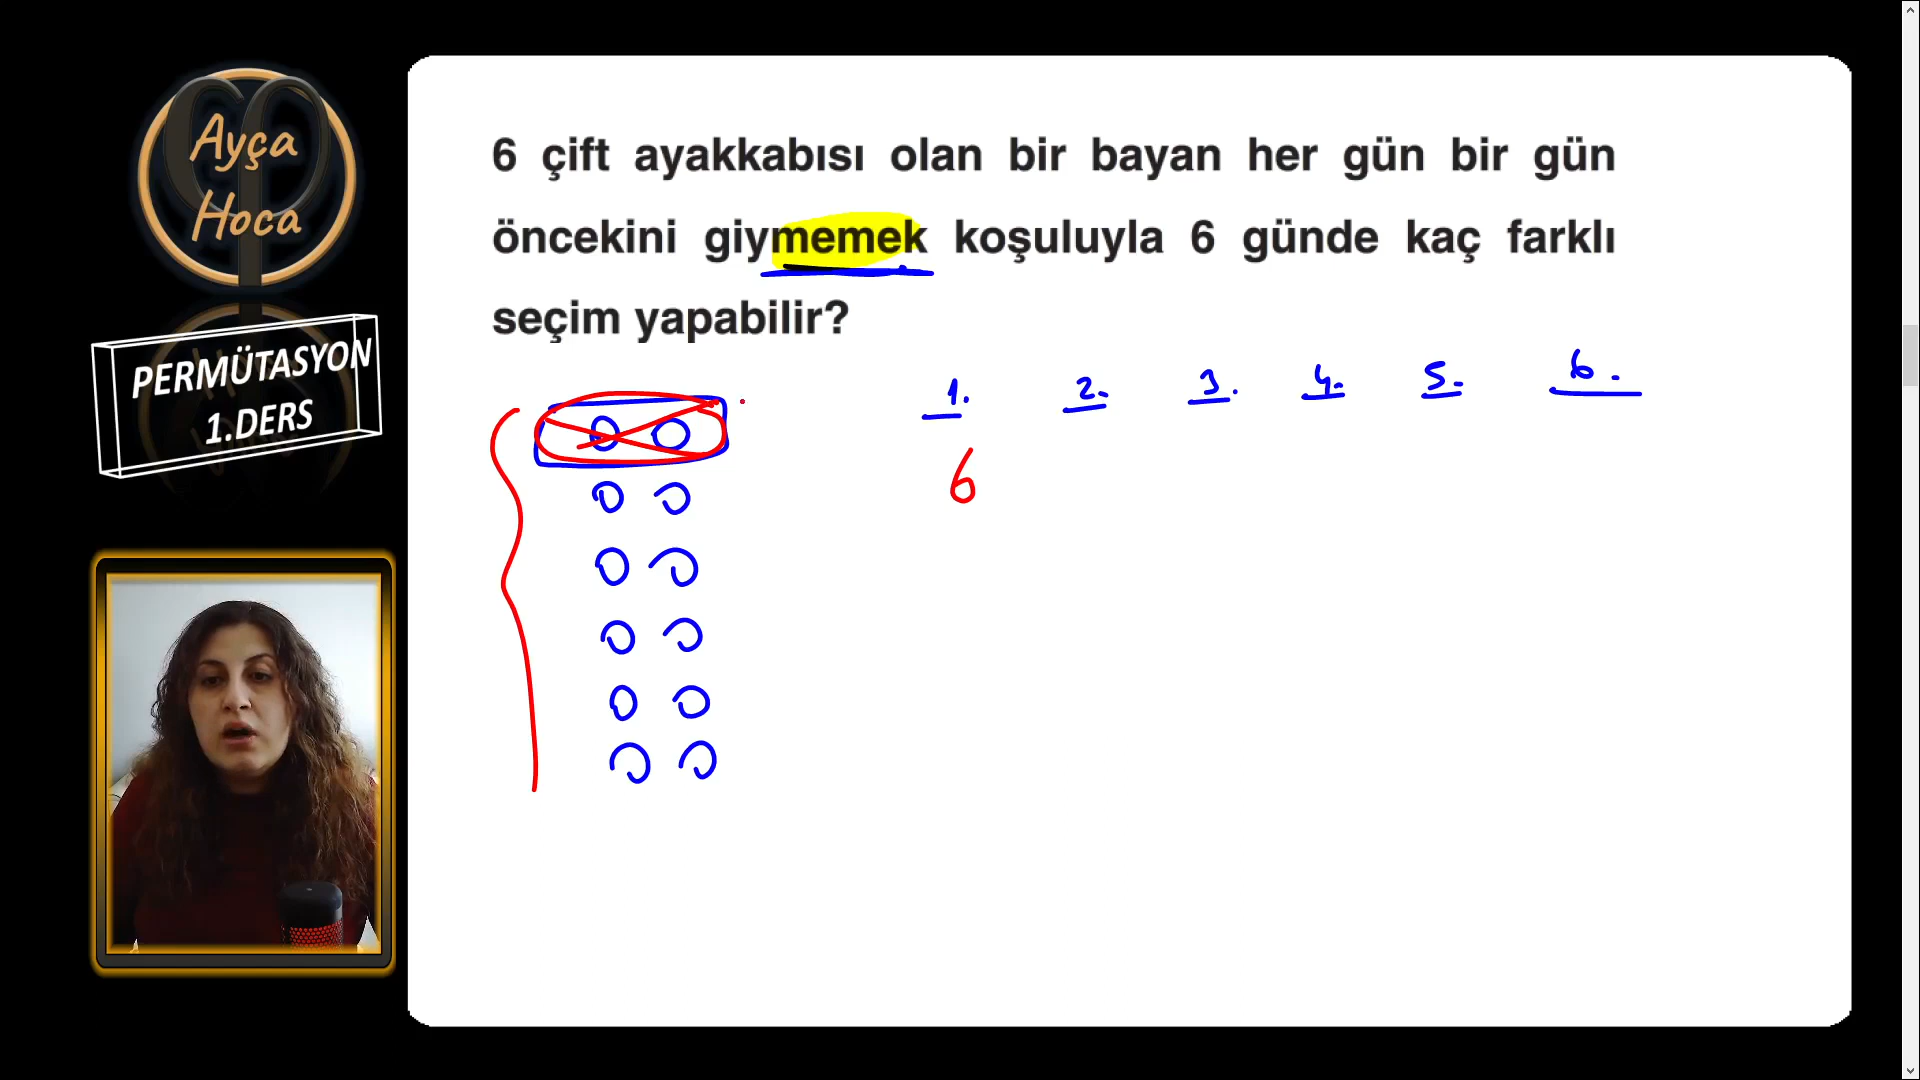 Ayça
Hoca
PERMÜTASYON
1.DERS
6 çift ayakkabısı olan bir bayan her gün bir gün
öncekini giymemek koşuluyla 6 günde kaç farklı
seçim yapabilir?
1. 2. 3. 4. 5. 6.
6